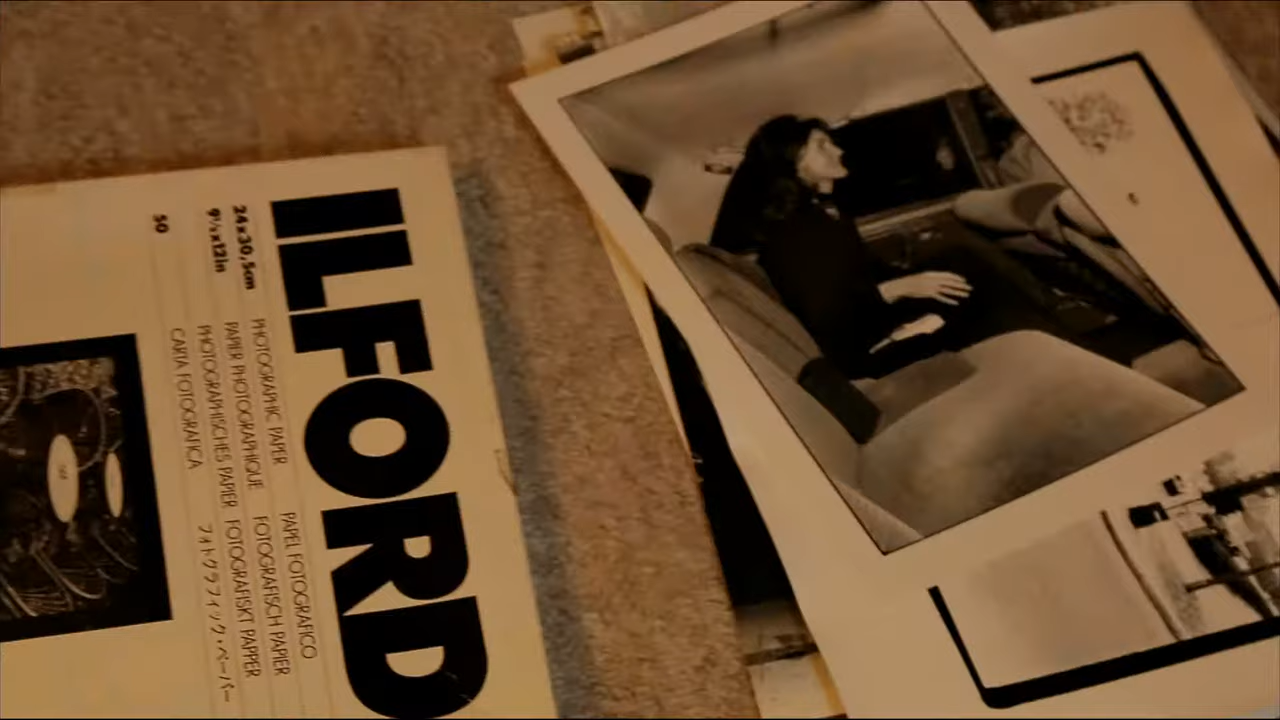 ILFORD
PHOTOGRAPHIC PAPER PAPEL FOTOGRAFICO
24x30,5cm PAPIER PHOTOGRAPHIQUE FOTOGRAFISCH PAPIER
9½x12in PHOTOGRAPHISCHES PAPIER FOTOGRAFISKT PAPPER
50 CARTA FOTOGRAFICA フォトグラフィック・ペーパー